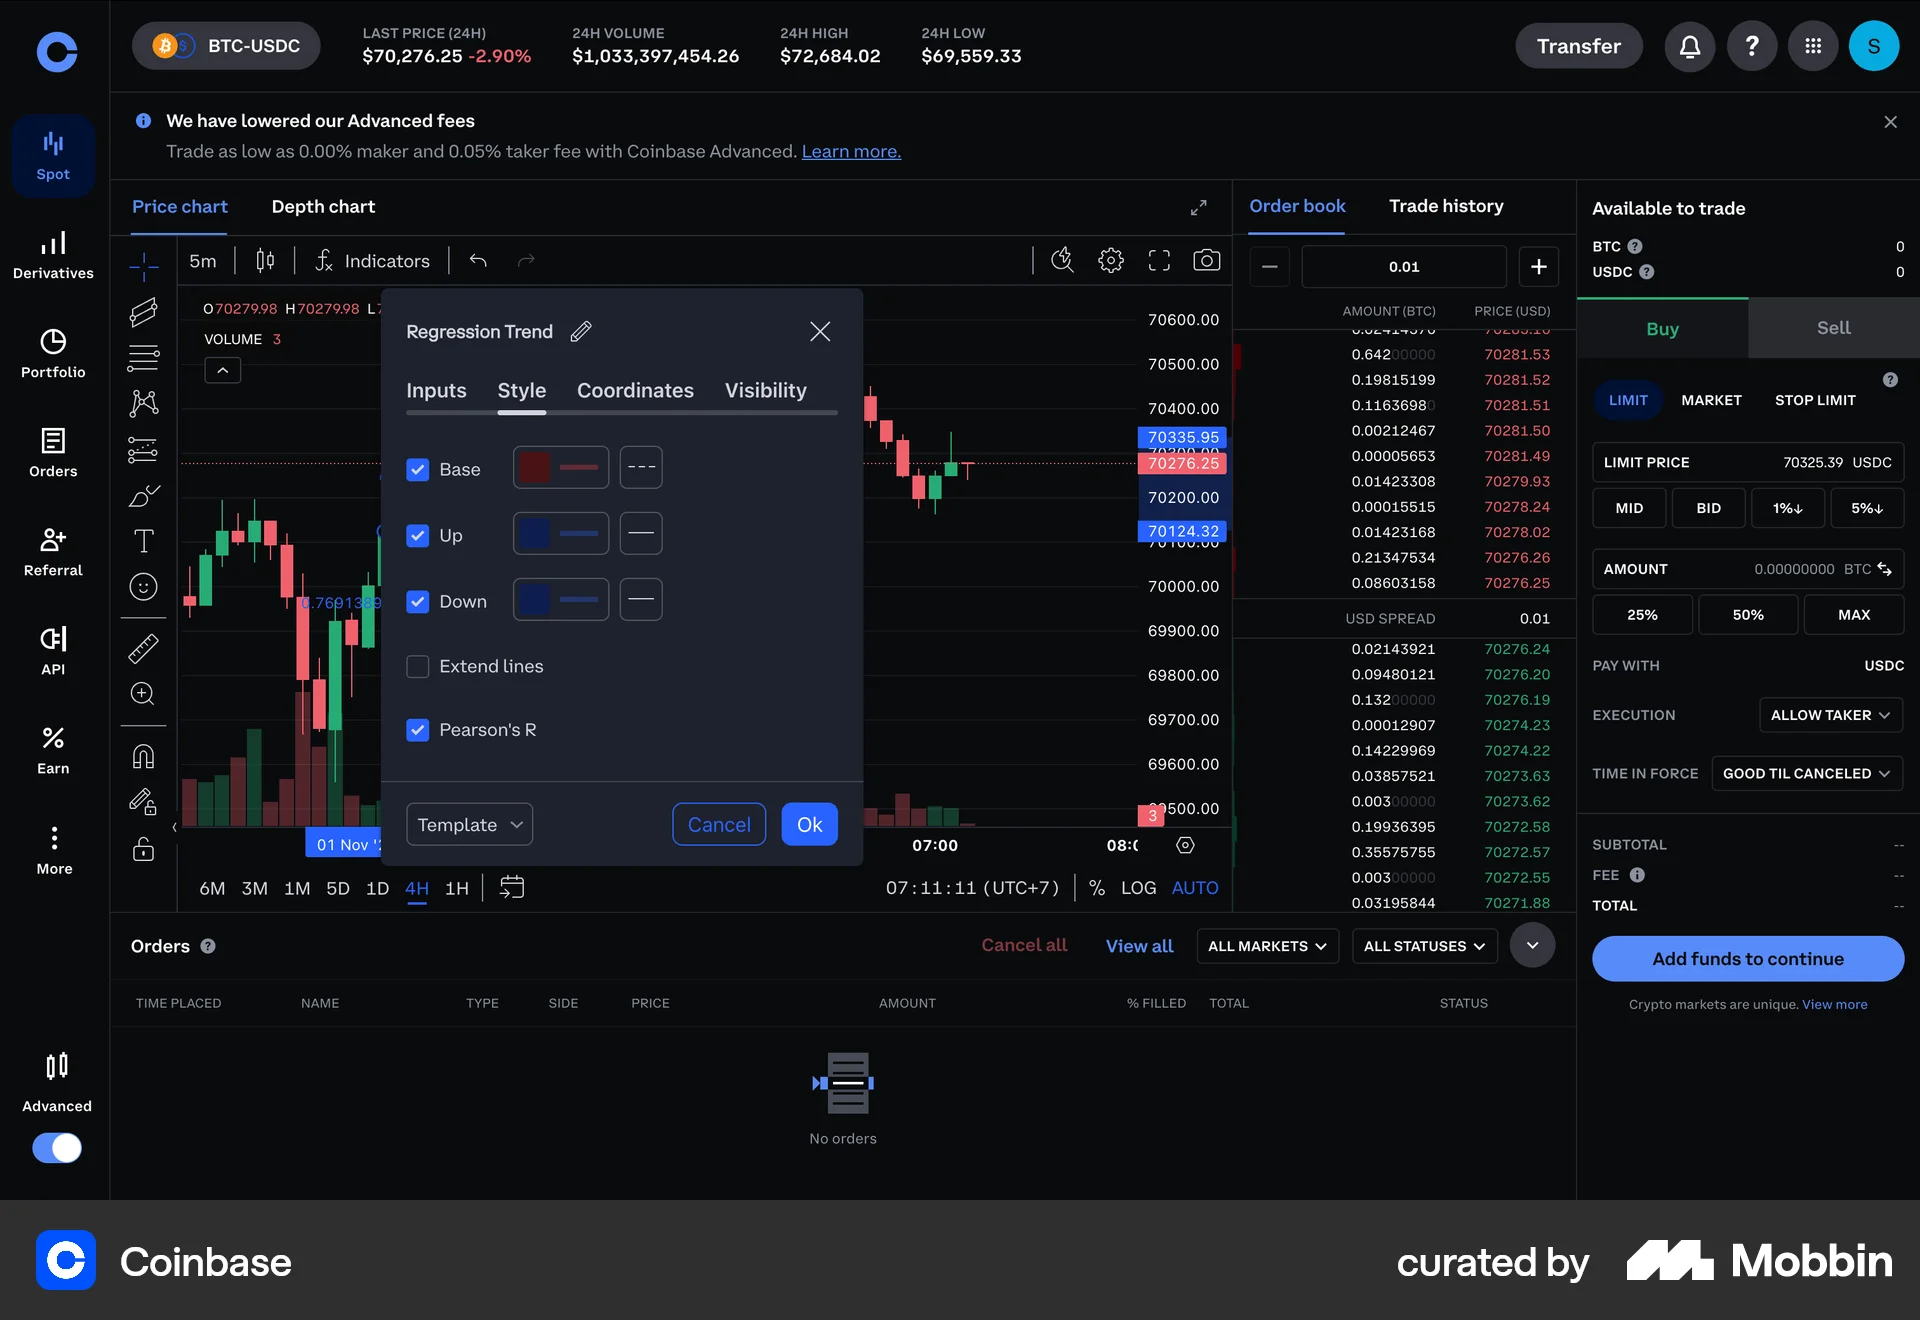 BTC-USDC
LAST PRICE (24H)
$70,276.25 -2.90%
24H VOLUME
$1,033,397,454.26
24H HIGH
$72,684.02
24H LOW
$69,559.33
Transfer
?
S
We have lowered our Advanced fees
Trade as low as 0.00% maker and 0.05% taker fee with Coinbase Advanced. Learn more.
Spot
Derivatives
Portfolio
Orders
Referral
API
Earn
More
Advanced
Price chart
Depth chart
5m
Indicators
O70279.98 H70279.98 L7
VOLUME 3
0.7691389
Regression Trend
Inputs
Style
Coordinates
Visibility
Base
Up
Down
Extend lines
Pearson's R
Template
Cancel
Ok
70600.00
70500.00
70400.00
70335.95
70276.25
70200.00
70124.32
70100.00
70000.00
69900.00
69800.00
69700.00
69600.00
3
01 Nov '2
07:00
08:0
6M 3M 1M 5D 1D 4H 1H
07:11:11 (UTC+7)
% LOG AUTO
Order book
Trade history
0.01
AMOUNT (BTC) PRICE (USD)
0.64200000 70281.53
0.19815199 70281.52
0.11636980 70281.51
0.00212467 70281.50
0.00005653 70281.49
0.01423308 70279.93
0.00015515 70278.24
0.01423168 70278.02
0.21347534 70276.26
0.08603158 70276.25
USD SPREAD 0.01
0.02143921 70276.24
0.09480121 70276.20
0.13200000 70276.19
0.00012907 70274.23
0.14229969 70274.22
0.03857521 70273.63
0.00300000 70273.62
0.19936395 70272.58
0.35575755 70272.57
0.00300000 70272.55
0.03195844 70271.88
Available to trade
BTC ? 0
USDC ? 0
Buy
Sell
?
LIMIT
MARKET
STOP LIMIT
LIMIT PRICE 70325.39 USDC
MID
BID
1%↓
5%↓
AMOUNT 0.00000000 BTC
25%
50%
MAX
PAY WITH USDC
EXECUTION ALLOW TAKER
TIME IN FORCE GOOD TIL CANCELED
SUBTOTAL --
FEE --
TOTAL --
Add funds to continue
Crypto markets are unique. View more
Orders ?
Cancel all
View all
ALL MARKETS
ALL STATUSES
TIME PLACED NAME TYPE SIDE PRICE AMOUNT % FILLED TOTAL STATUS
No orders
Coinbase
curated by
Mobbin